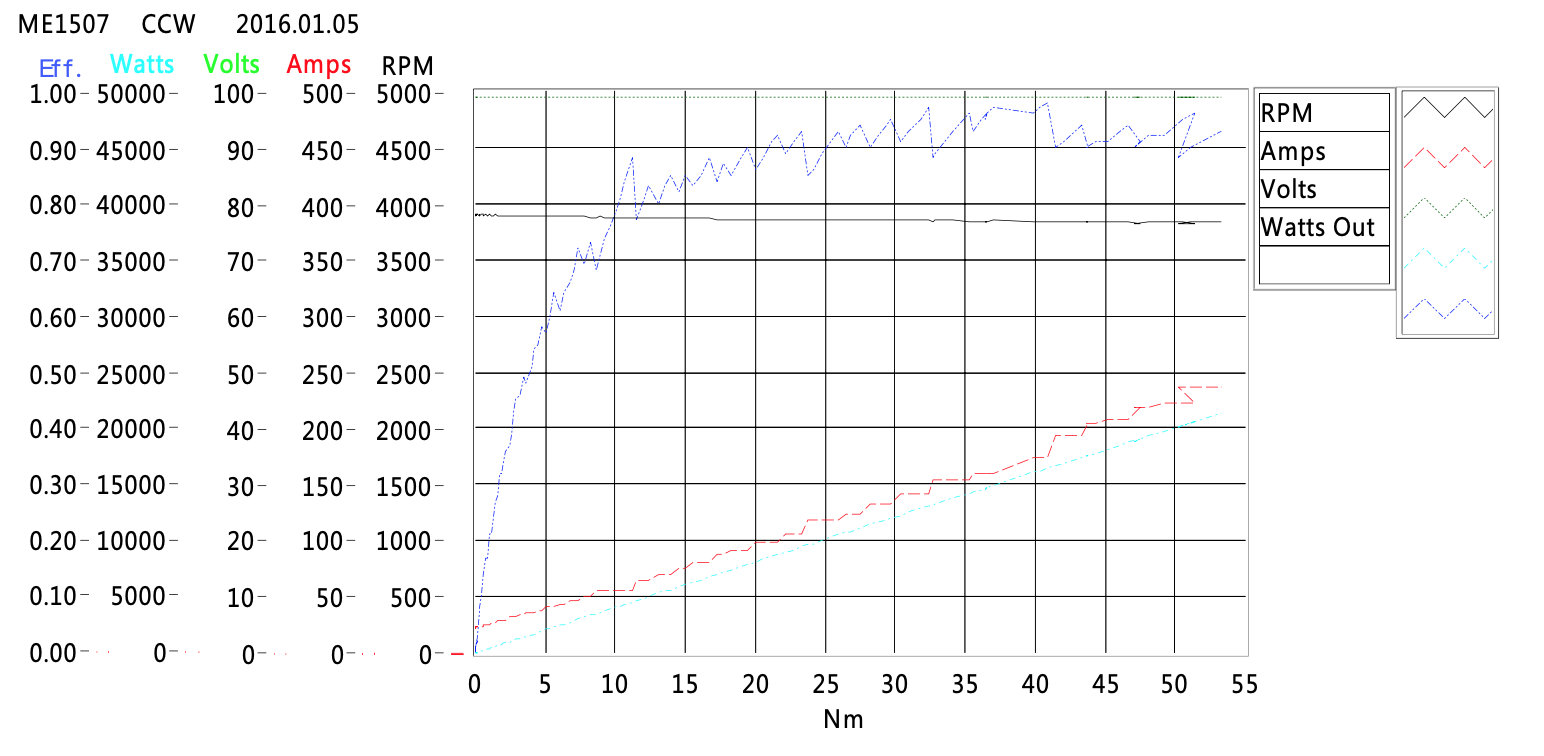 ME1507 CCW 2016.01.05
Eff. Watts Volts Amps RPM
1.00 50000 100 500 5000
0.90 45000 90 450 4500
0.80 40000 80 400 4000
0.70 35000 70 350 3500
0.60 30000 60 300 3000
0.50 25000 50 250 2500
0.40 20000 40 200 2000
0.30 15000 30 150 1500
0.20 10000 20 100 1000
0.10 5000 10 50 500
0.00 0 0 0 0
0 5 10 15 20 25 30 35 40 45 50 55
Nm
RPM
Amps
Volts
Watts Out